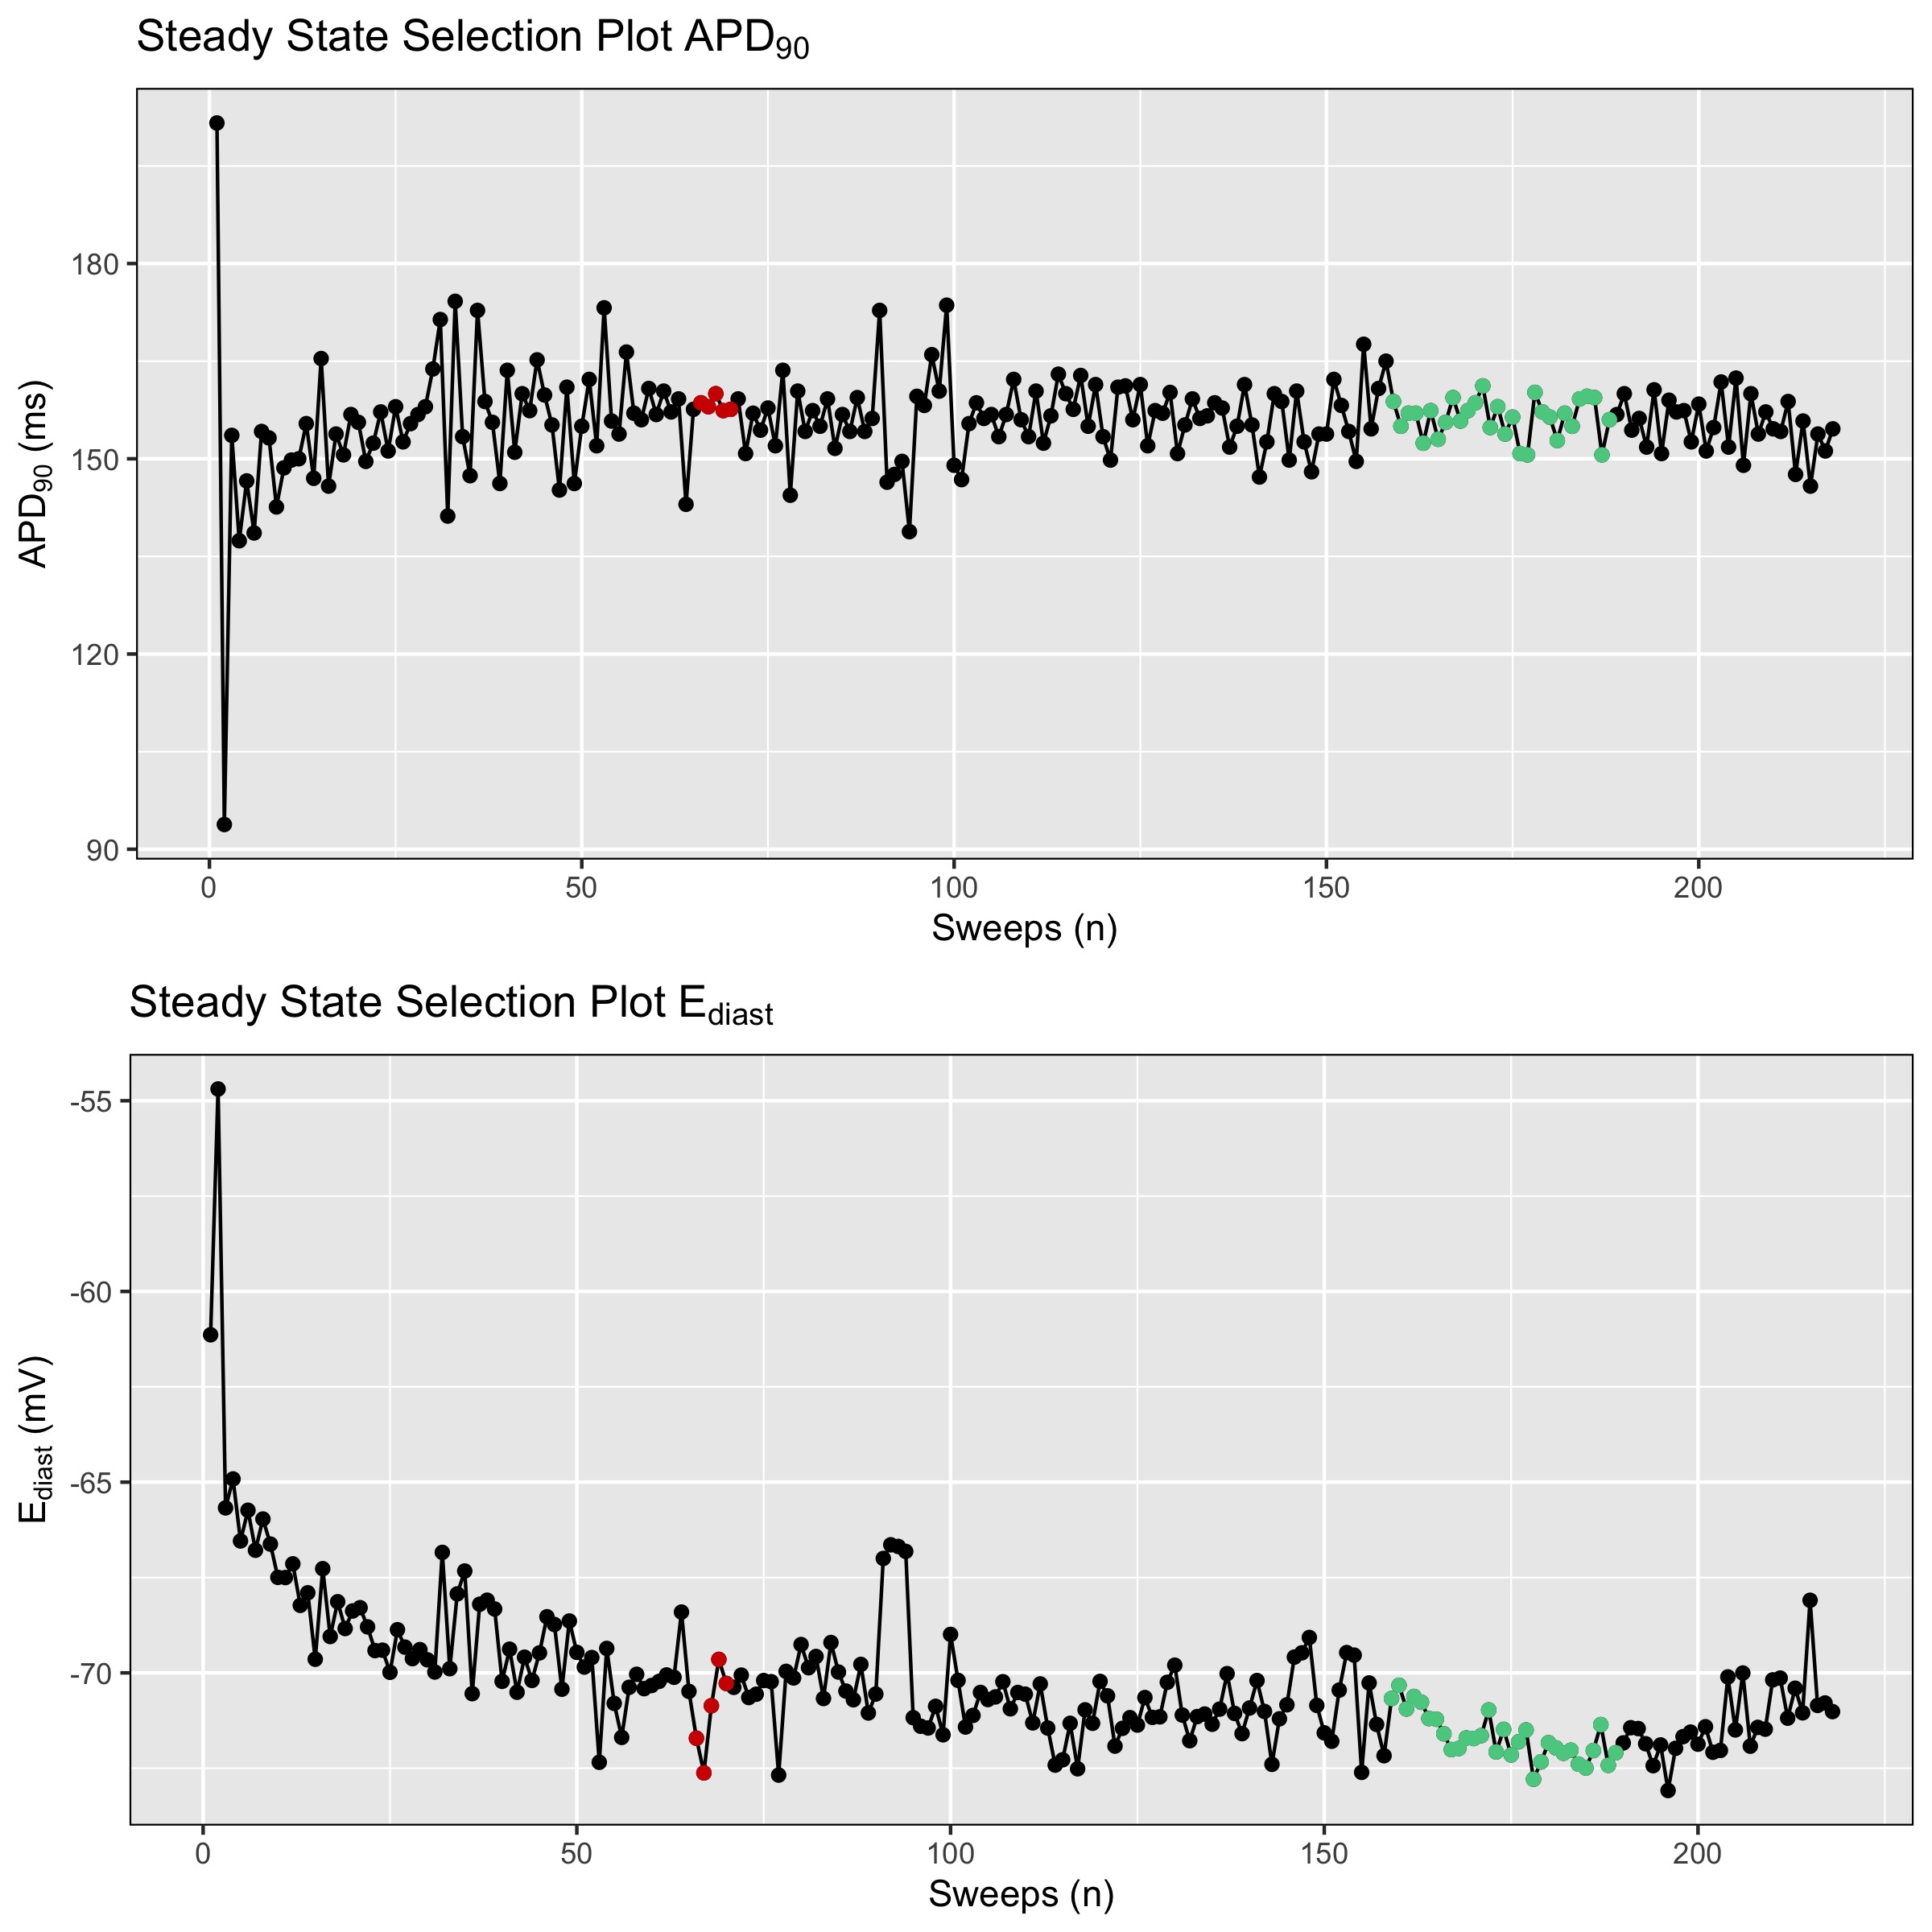 Steady State Selection Plot APD90
180
150
120
90
APD90 (ms)
0 50 100 150 200
Sweeps (n)
Steady State Selection Plot Ediast
-55
-60
-65
-70
Ediast (mV)
0 50 100 150 200
Sweeps (n)